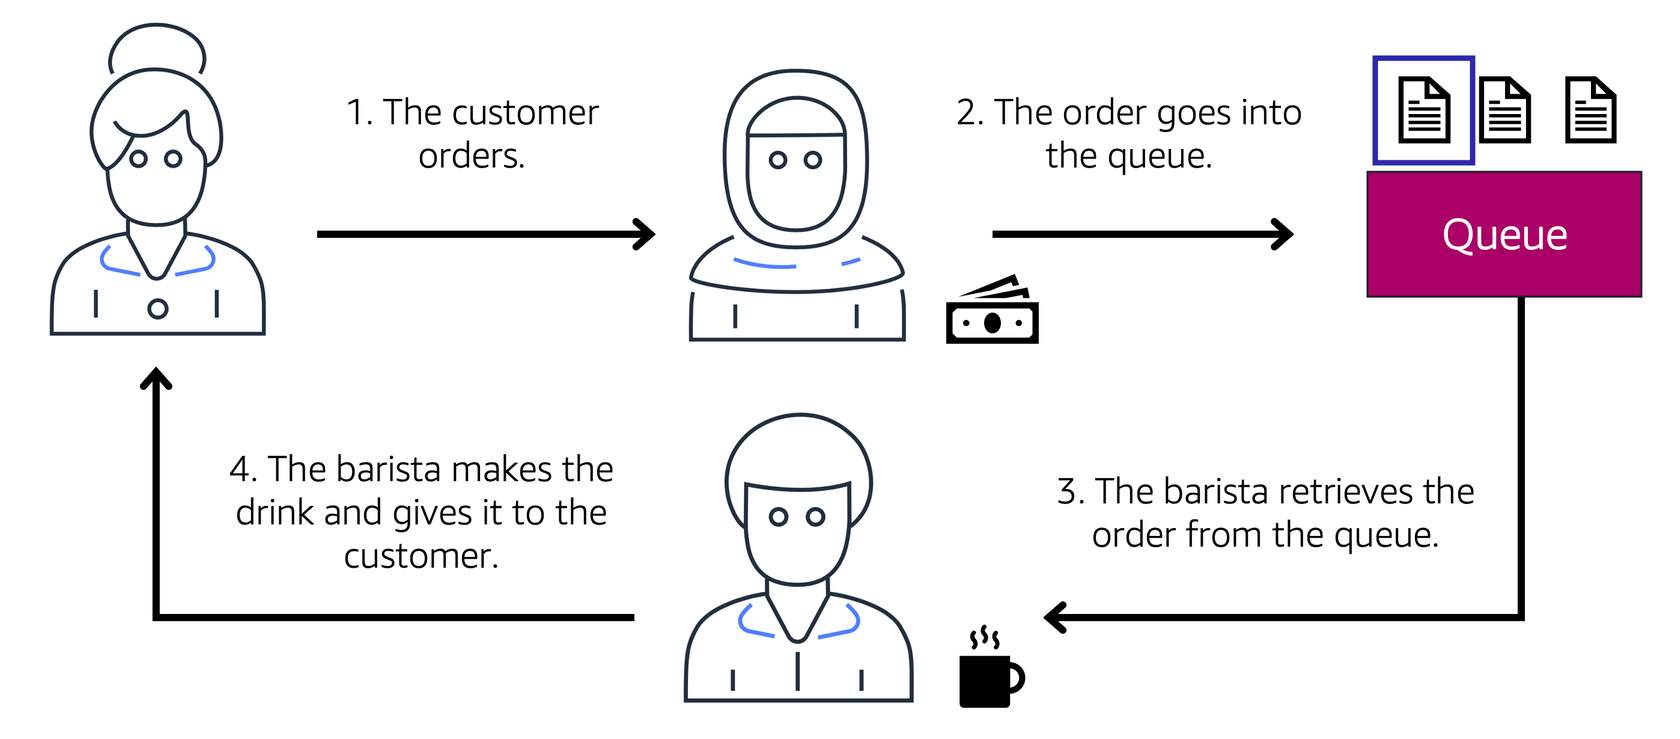 1. The customer
orders.
2. The order goes into
the queue.
Queue
3. The barista retrieves the
order from the queue.
4. The barista makes the
drink and gives it to the
customer.